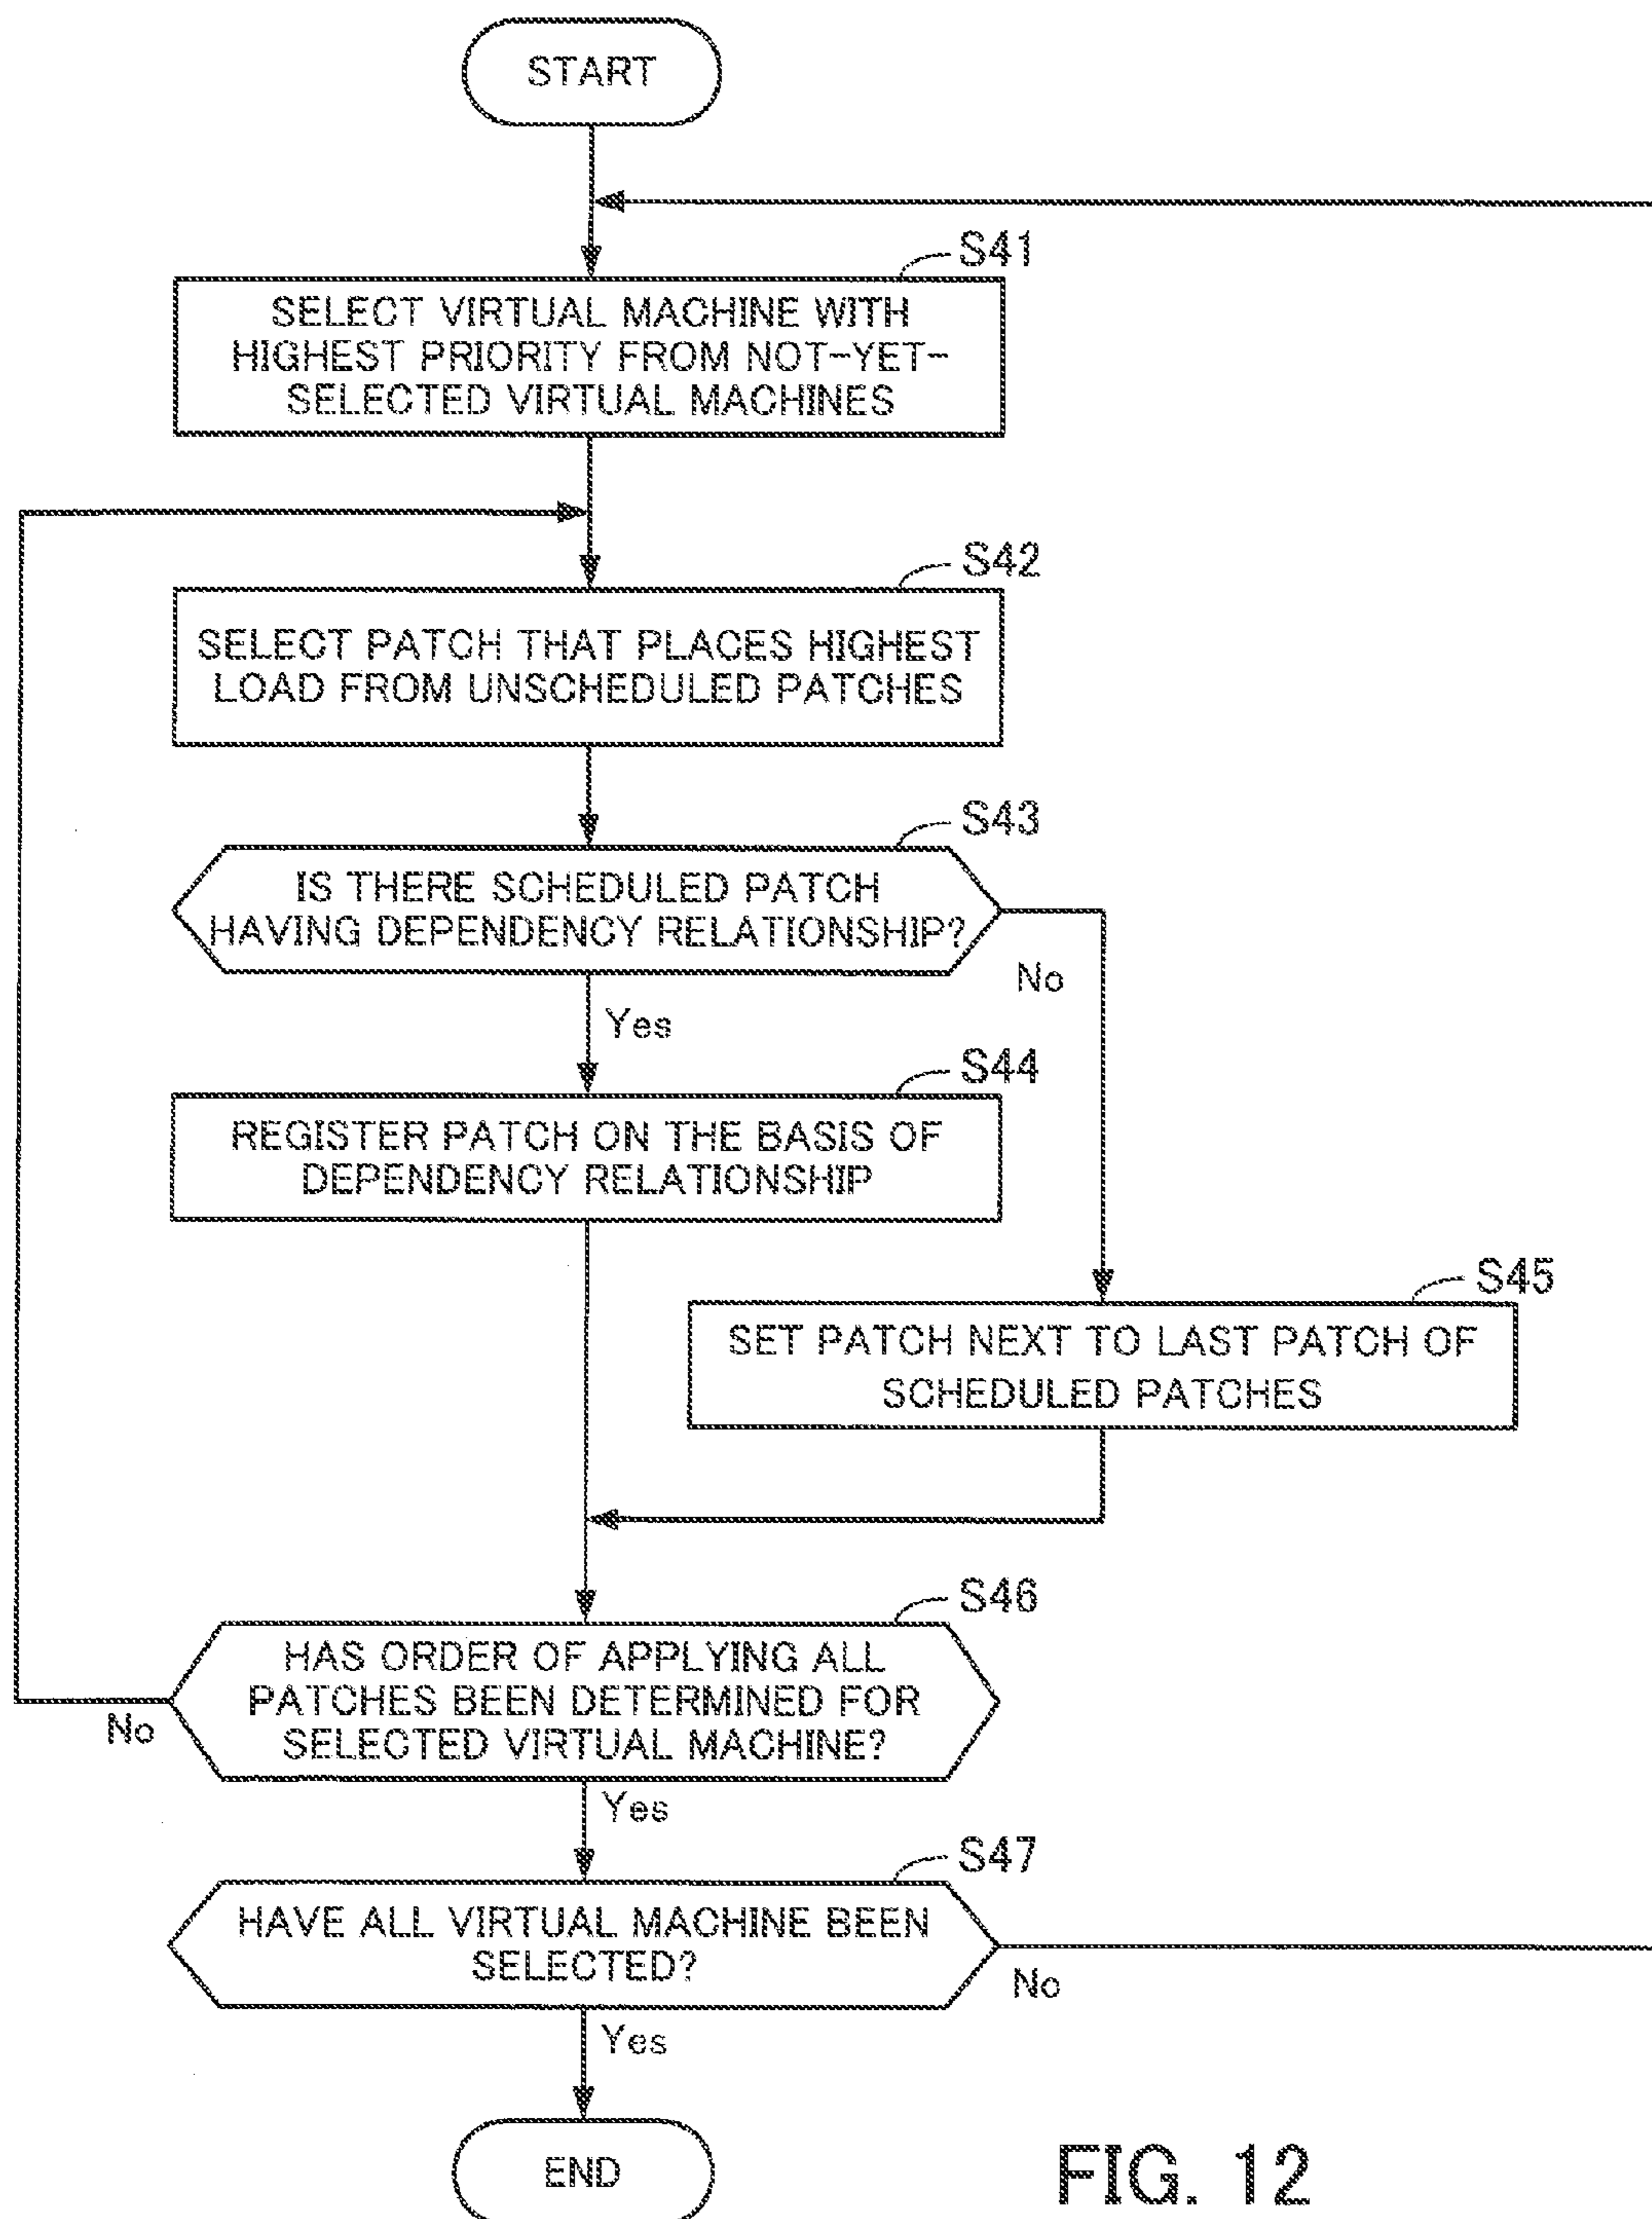 START
S41
SELECT VIRTUAL MACHINE WITH
HIGHEST PRIORITY FROM NOT-YET-
SELECTED VIRTUAL MACHINES
S42
SELECT PATCH THAT PLACES HIGHEST
LOAD FROM UNSCHEDULED PATCHES
S43
IS THERE SCHEDULED PATCH
HAVING DEPENDENCY RELATIONSHIP?
No
Yes
S44
REGISTER PATCH ON THE BASIS OF
DEPENDENCY RELATIONSHIP
S45
SET PATCH NEXT TO LAST PATCH OF
SCHEDULED PATCHES
S46
HAS ORDER OF APPLYING ALL
PATCHES BEEN DETERMINED FOR
SELECTED VIRTUAL MACHINE?
No
Yes
S47
HAVE ALL VIRTUAL MACHINE BEEN
SELECTED?
No
Yes
END
FIG. 12